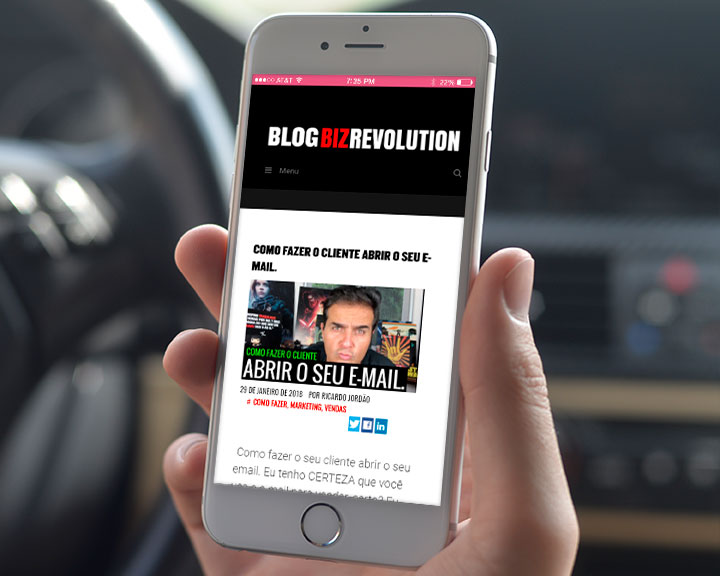 AT&T 7:35 PM 22%
BLOG BIZREVOLUTION
Menu
COMO FAZER O CLIENTE ABRIR O SEU E-
MAIL.
COMO FAZER O CLIENTE
ABRIR O SEU E-MAIL.
29 DE JANEIRO DE 2018 POR RICARDO JORDÃO
# COMO FAZER, MARKETING, VENDAS
Como fazer o seu cliente abrir o seu
email. Eu tenho CERTEZA que você